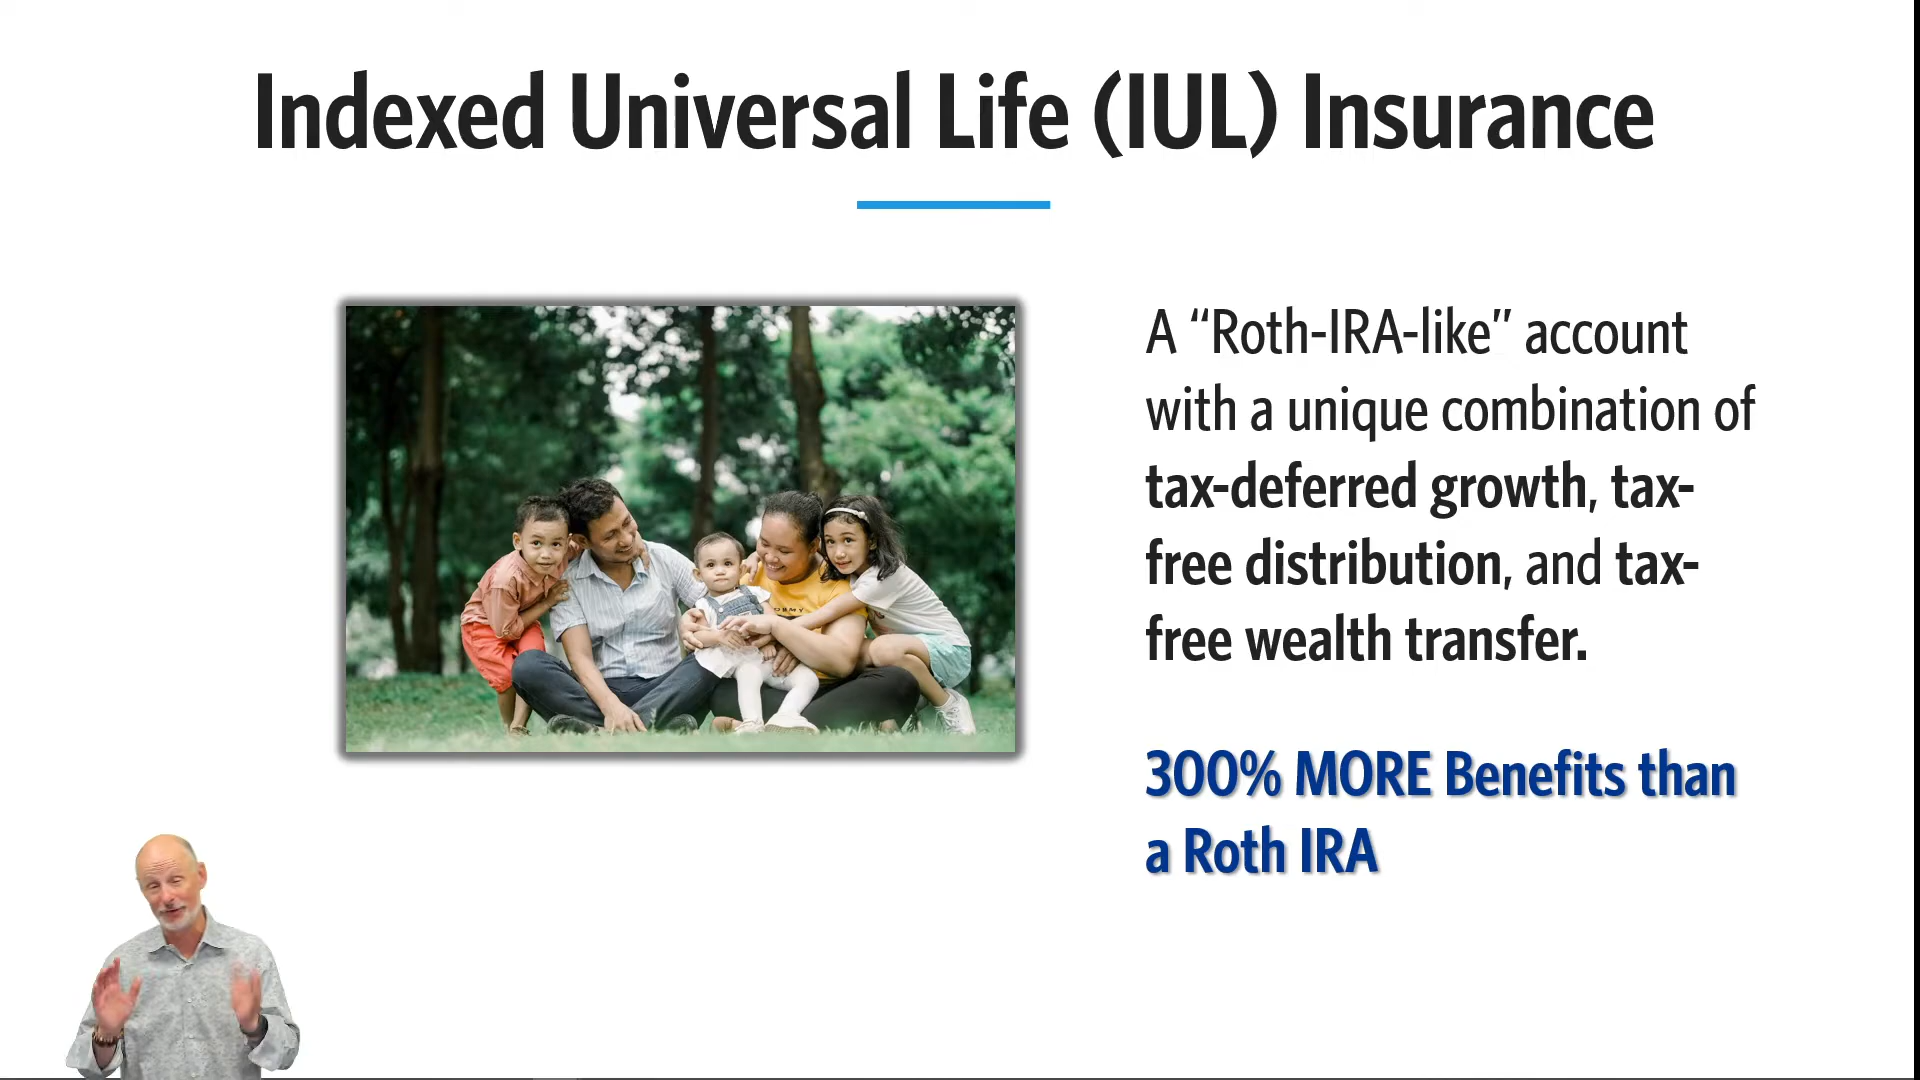 Indexed Universal Life (IUL) Insurance
A “Roth-IRA-like” account
with a unique combination of
tax-deferred growth, tax-
free distribution, and tax-
free wealth transfer.
300% MORE Benefits than
a Roth IRA